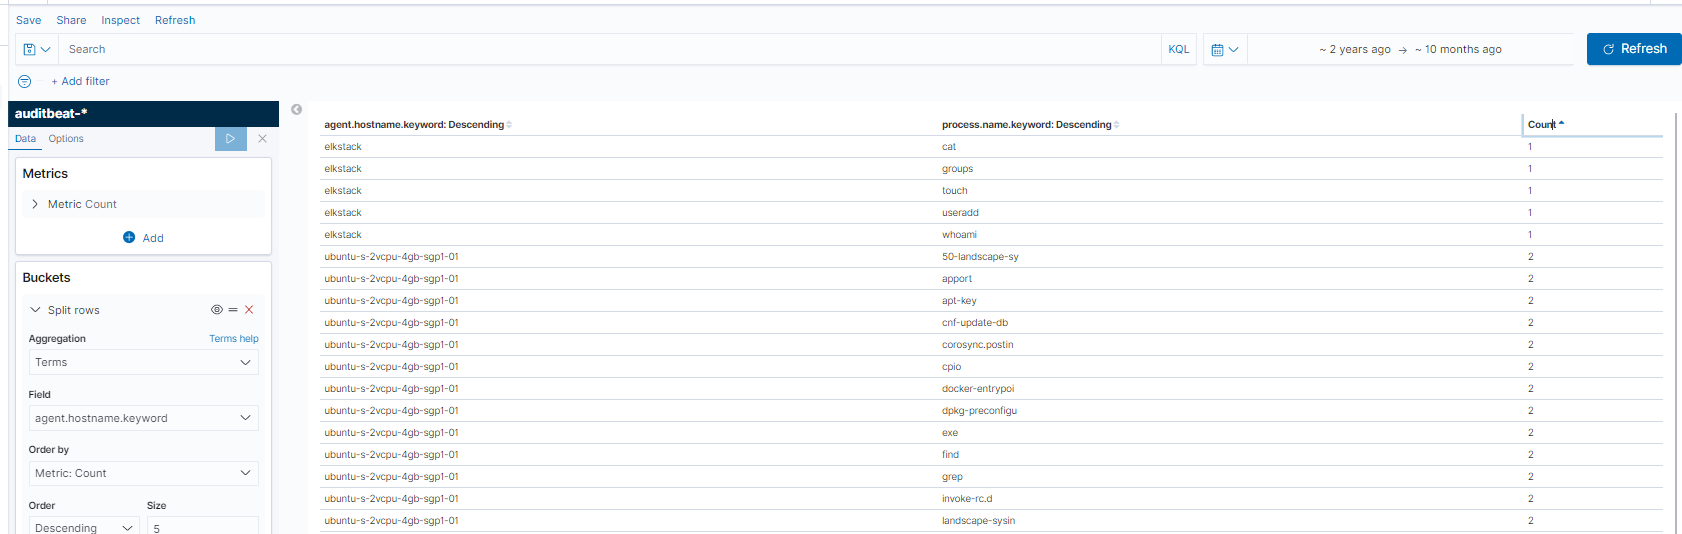 Save Share Inspect Refresh
Search KQL ~ 2 years ago → ~ 10 months ago Refresh
+ Add filter
auditbeat-*
Data Options
Metrics
Metric Count
Add
Buckets
Split rows
Aggregation Terms help
Terms
Field
agent.hostname.keyword
Order by
Metric: Count
Order Size
Descending 5
agent.hostname.keyword: Descending process.name.keyword: Descending Count
elkstack cat 1
elkstack groups 1
elkstack touch 1
elkstack useradd 1
elkstack whoami 1
ubuntu-s-2vcpu-4gb-sgp1-01 50-landscape-sy 2
ubuntu-s-2vcpu-4gb-sgp1-01 apport 2
ubuntu-s-2vcpu-4gb-sgp1-01 apt-key 2
ubuntu-s-2vcpu-4gb-sgp1-01 cnf-update-db 2
ubuntu-s-2vcpu-4gb-sgp1-01 corosync.postin 2
ubuntu-s-2vcpu-4gb-sgp1-01 cpio 2
ubuntu-s-2vcpu-4gb-sgp1-01 docker-entrypoi 2
ubuntu-s-2vcpu-4gb-sgp1-01 dpkg-preconfigu 2
ubuntu-s-2vcpu-4gb-sgp1-01 exe 2
ubuntu-s-2vcpu-4gb-sgp1-01 find 2
ubuntu-s-2vcpu-4gb-sgp1-01 grep 2
ubuntu-s-2vcpu-4gb-sgp1-01 invoke-rc.d 2
ubuntu-s-2vcpu-4gb-sgp1-01 landscape-sysin 2